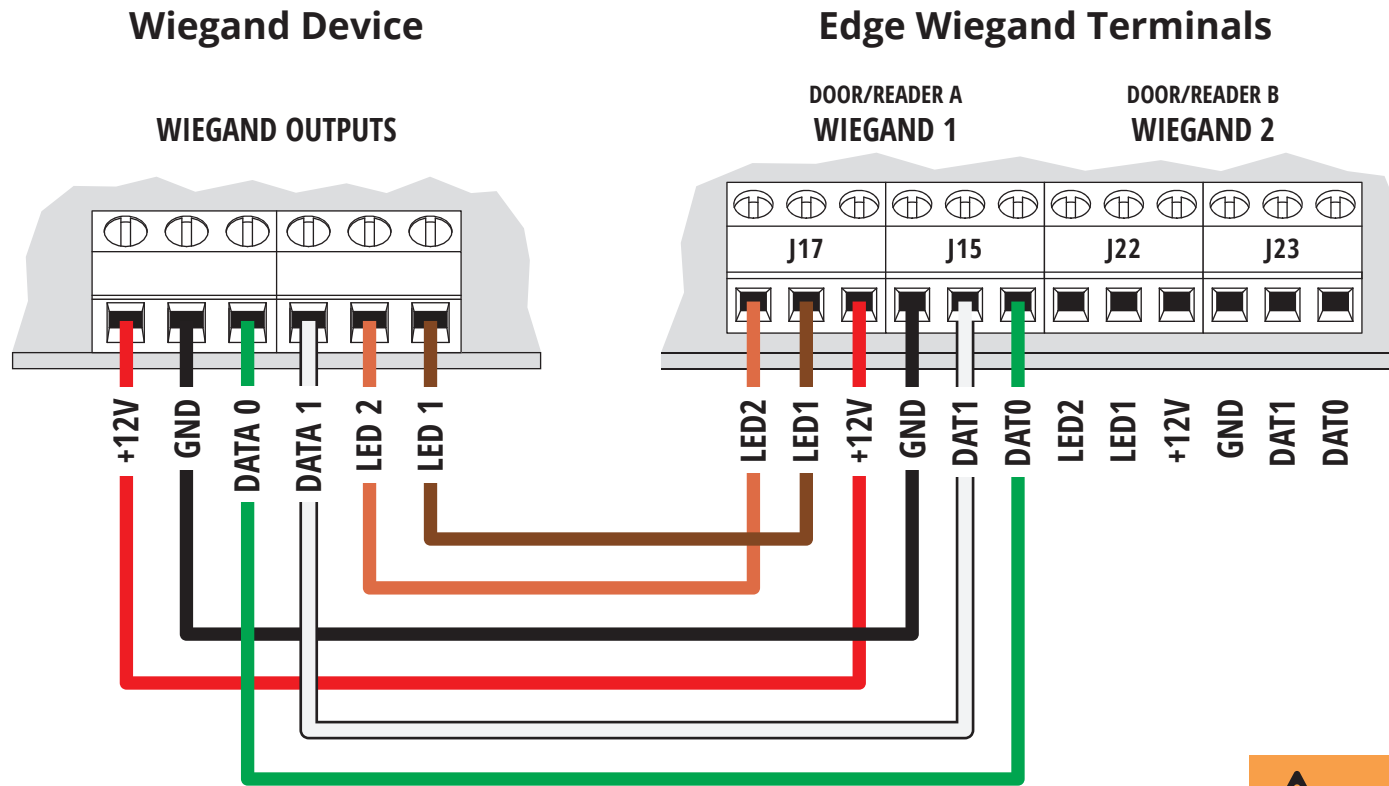 Wiegand Device
Edge Wiegand Terminals
DOOR/READER A
DOOR/READER B
WIEGAND OUTPUTS
WIEGAND 1
WIEGAND 2
J17 J15 J22 J23
+12V GND DATA 0 DATA 1 LED 2 LED 1
LED2 LED1 +12V GND DAT1 DAT0 LED2 LED1 +12V GND DAT1 DAT0